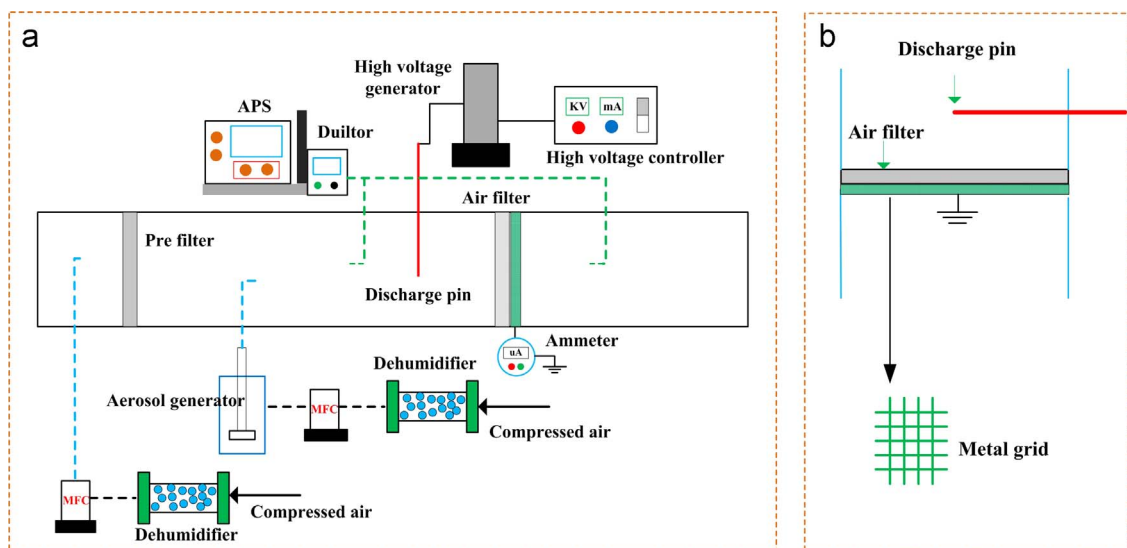 a
High voltage
generator
APS
Duiltor
KV
mA
High voltage controller
Air filter
Pre filter
Discharge pin
uA
Ammeter
Dehumidifier
Aerosol generator
MFC
Compressed air
MFC
Compressed air
Dehumidifier
b
Discharge pin
Air filter
Metal grid